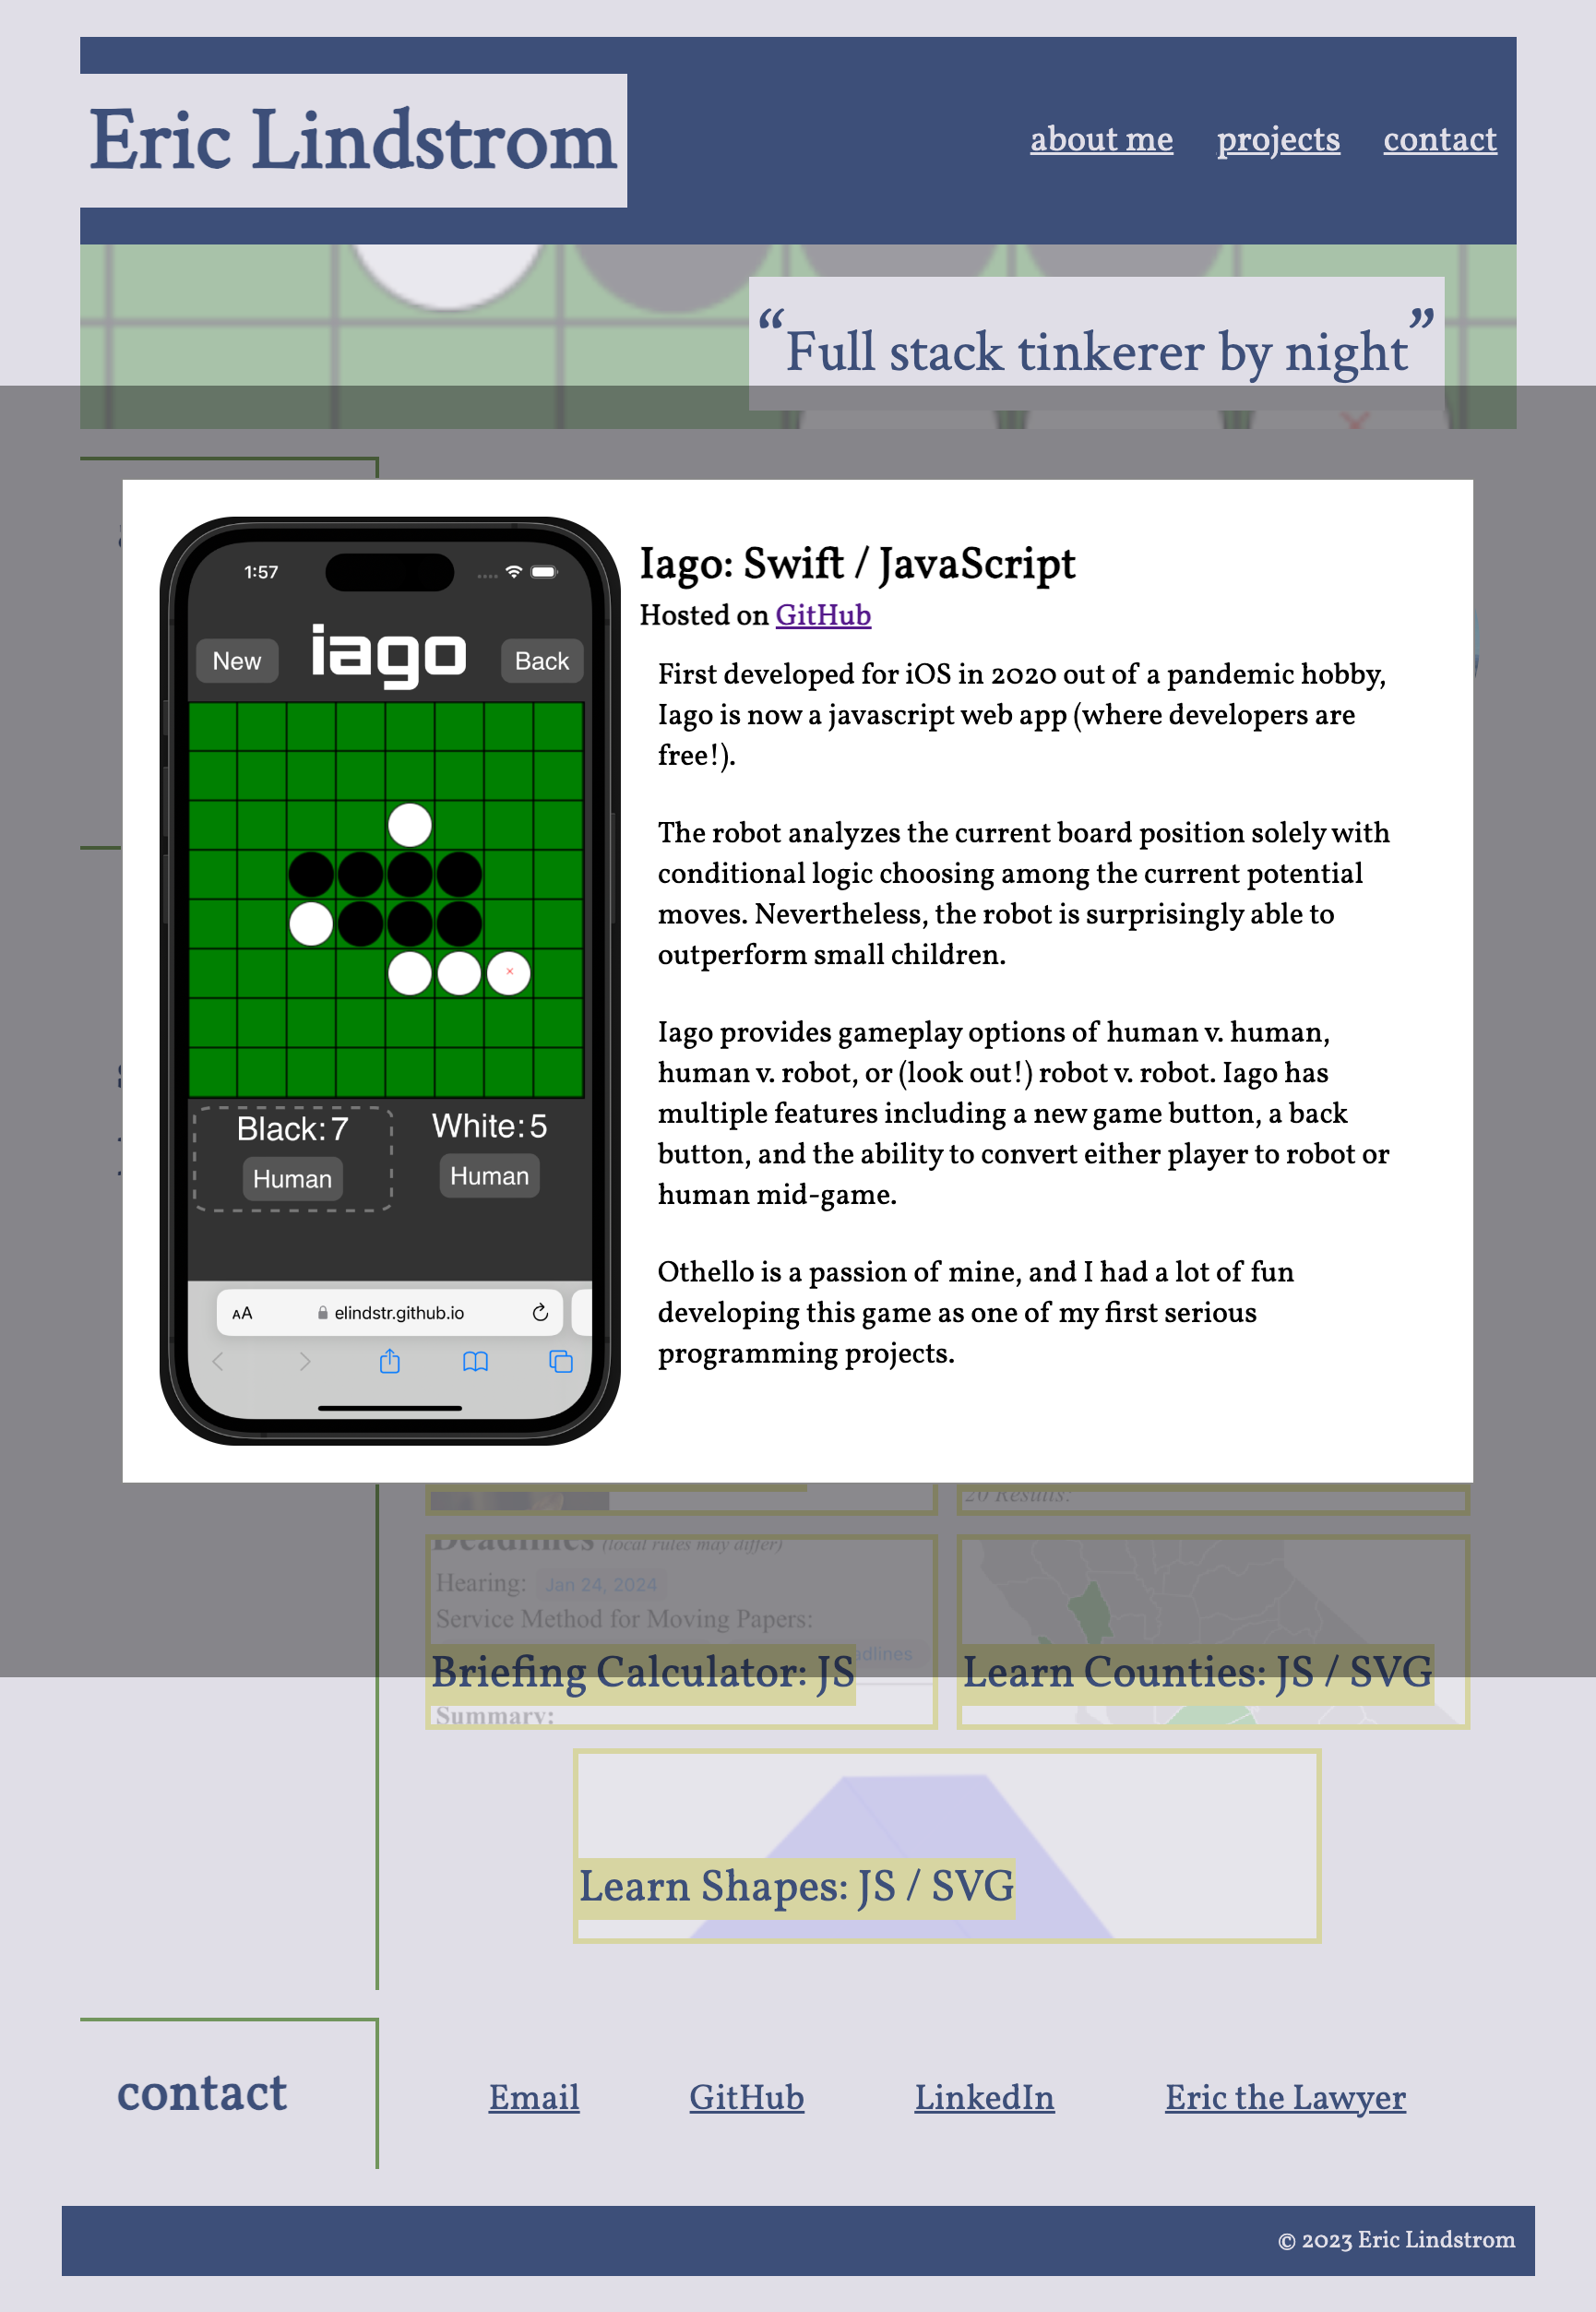 Eric Lindstrom
about me projects contact
“Full stack tinkerer by night”
1:57
New iago Back
Black: 7 White: 5
Human Human
AA elindstr.github.io
Iago: Swift / JavaScript
Hosted on GitHub
First developed for iOS in 2020 out of a pandemic hobby,
Iago is now a javascript web app (where developers are
free!).
The robot analyzes the current board position solely with
conditional logic choosing among the current potential
moves. Nevertheless, the robot is surprisingly able to
outperform small children.
Iago provides gameplay options of human v. human,
human v. robot, or (look out!) robot v. robot. Iago has
multiple features including a new game button, a back
button, and the ability to convert either player to robot or
human mid-game.
Othello is a passion of mine, and I had a lot of fun
developing this game as one of my first serious
programming projects.
20 Results:
Deadlines (local rules may differ)
Hearing: Jan 24, 2024
Service Method for Moving Papers:
Briefing Calculator: JS
Summary:
Learn Counties: JS / SVG
Learn Shapes: JS / SVG
contact
Email GitHub LinkedIn Eric the Lawyer
© 2023 Eric Lindstrom